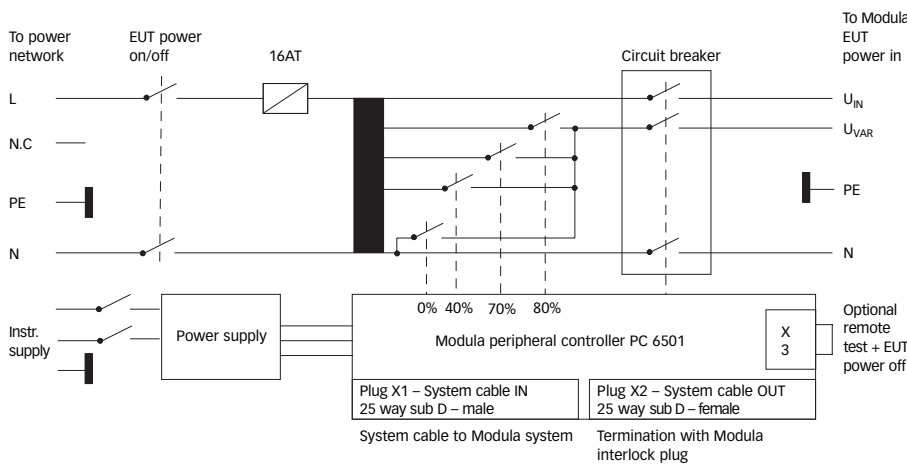 To power
network
EUT power
on/off
16AT
Circuit breaker
To Modula
EUT
power in
L
U_IN
N.C
U_VAR
PE
PE
N
N
0% 40% 70% 80%
Instr.
supply
Power supply
Modula peripheral controller PC 6501
X
3
Optional
remote
test + EUT
power off
Plug X1 – System cable IN
25 way sub D – male
Plug X2 – System cable OUT
25 way sub D – female
System cable to Modula system
Termination with Modula
interlock plug